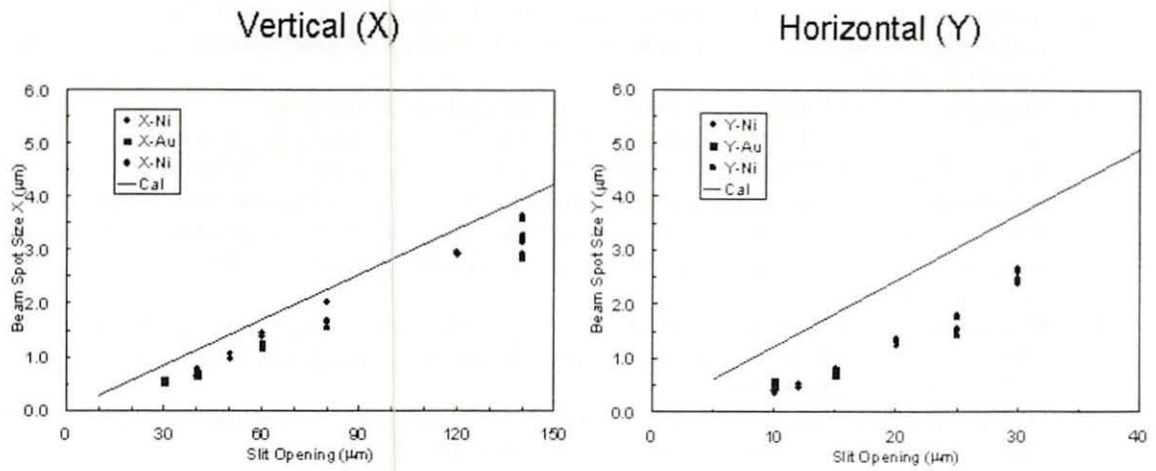 Vertical (X)
6.0
5.0
4.0
3.0
2.0
1.0
0.0
Beam Spot Size X (μm)
X-Ni
X-Au
X-Ni
Cal
0 30 60 90 120 150
Slit Opening (μm)
Horizontal (Y)
6.0
5.0
4.0
3.0
2.0
1.0
0.0
Beam Spot Size Y (μm)
Y-Ni
Y-Au
Y-Ni
Cal
0 10 20 30 40
Slit Opening (μm)